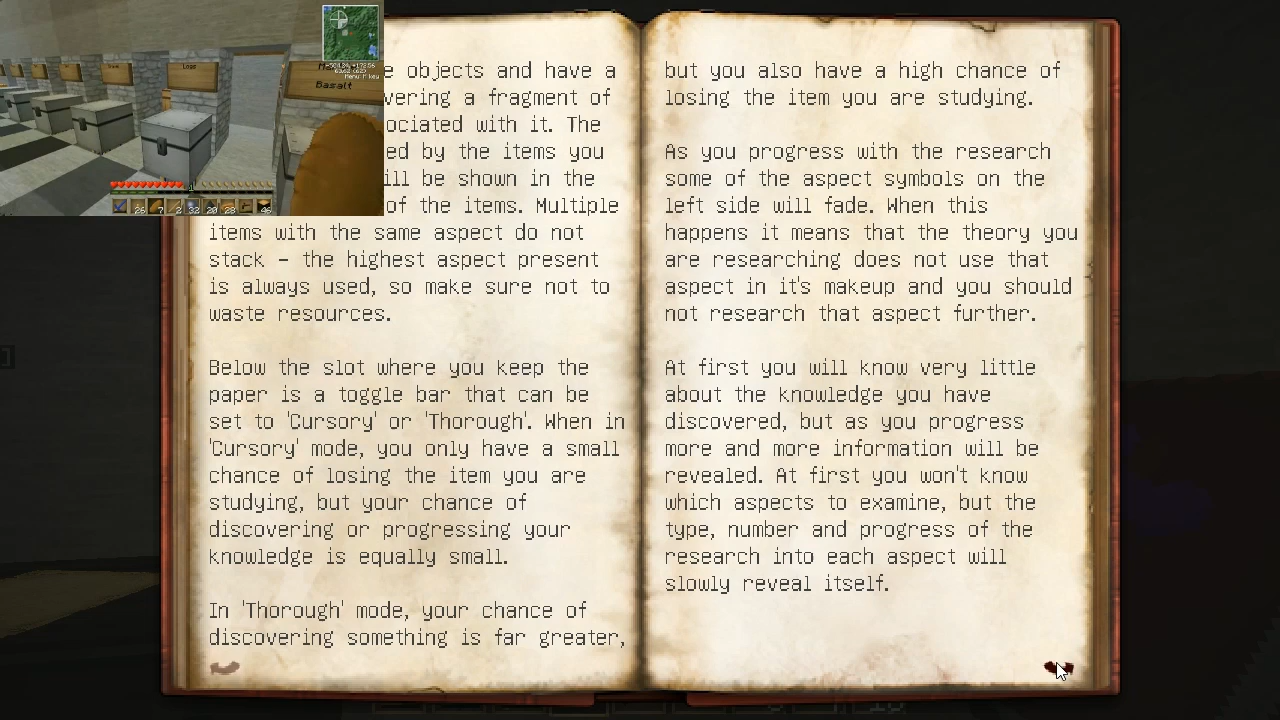 Logs
Basalt
Menu: M key
26 7 2 32 20 28 46
e objects and have a
vering a fragment of
ociated with it. The
ed by the items you
ill be shown in the
of the items. Multiple
items with the same aspect do not
stack - the highest aspect present
is always used, so make sure not to
waste resources.
Below the slot where you keep the
paper is a toggle bar that can be
set to 'Cursory' or 'Thorough'. When in
'Cursory' mode, you only have a small
chance of losing the item you are
studying, but your chance of
discovering or progressing your
knowledge is equally small.
In 'Thorough' mode, your chance of
discovering something is far greater,
but you also have a high chance of
losing the item you are studying.
As you progress with the research
some of the aspect symbols on the
left side will fade. When this
happens it means that the theory you
are researching does not use that
aspect in it's makeup and you should
not research that aspect further.
At first you will know very little
about the knowledge you have
discovered, but as you progress
more and more information will be
revealed. At first you won't know
which aspects to examine, but the
type, number and progress of the
research into each aspect will
slowly reveal itself.